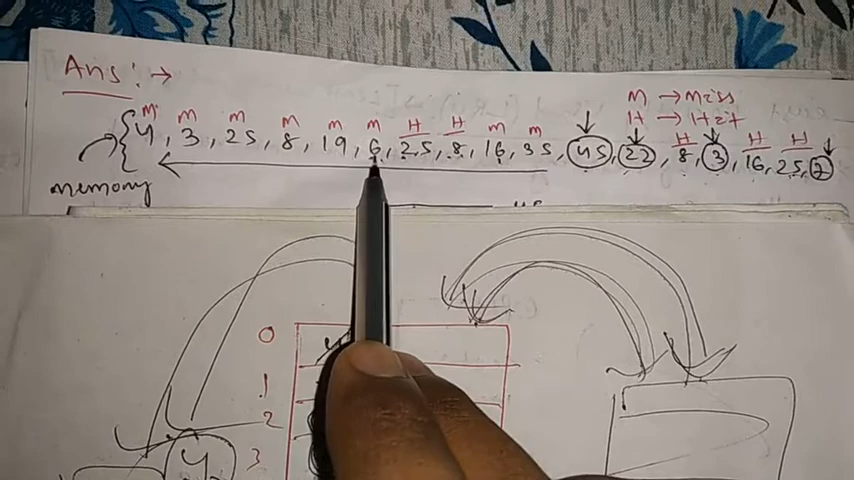 Ans: →
M → Miss
H → Hit
m m m m m m H H m m H H H
{4, 3, 25, 8, 19, 6, 25, 8, 16, 35, 45, 22, 8, 3, 16, 25, 2
memory
0
1
2
3
4